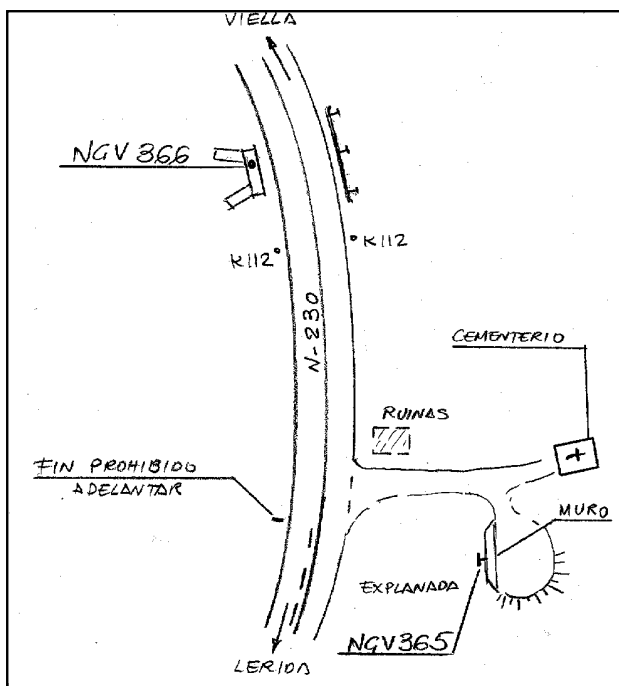 VIELLA
NGV 366
K112
K112
N-230
CEMENTERIO
RUINAS
FIN PROHIBIDO
ADELANTAR
MURO
EXPLANADA
NGV365
LERIDA